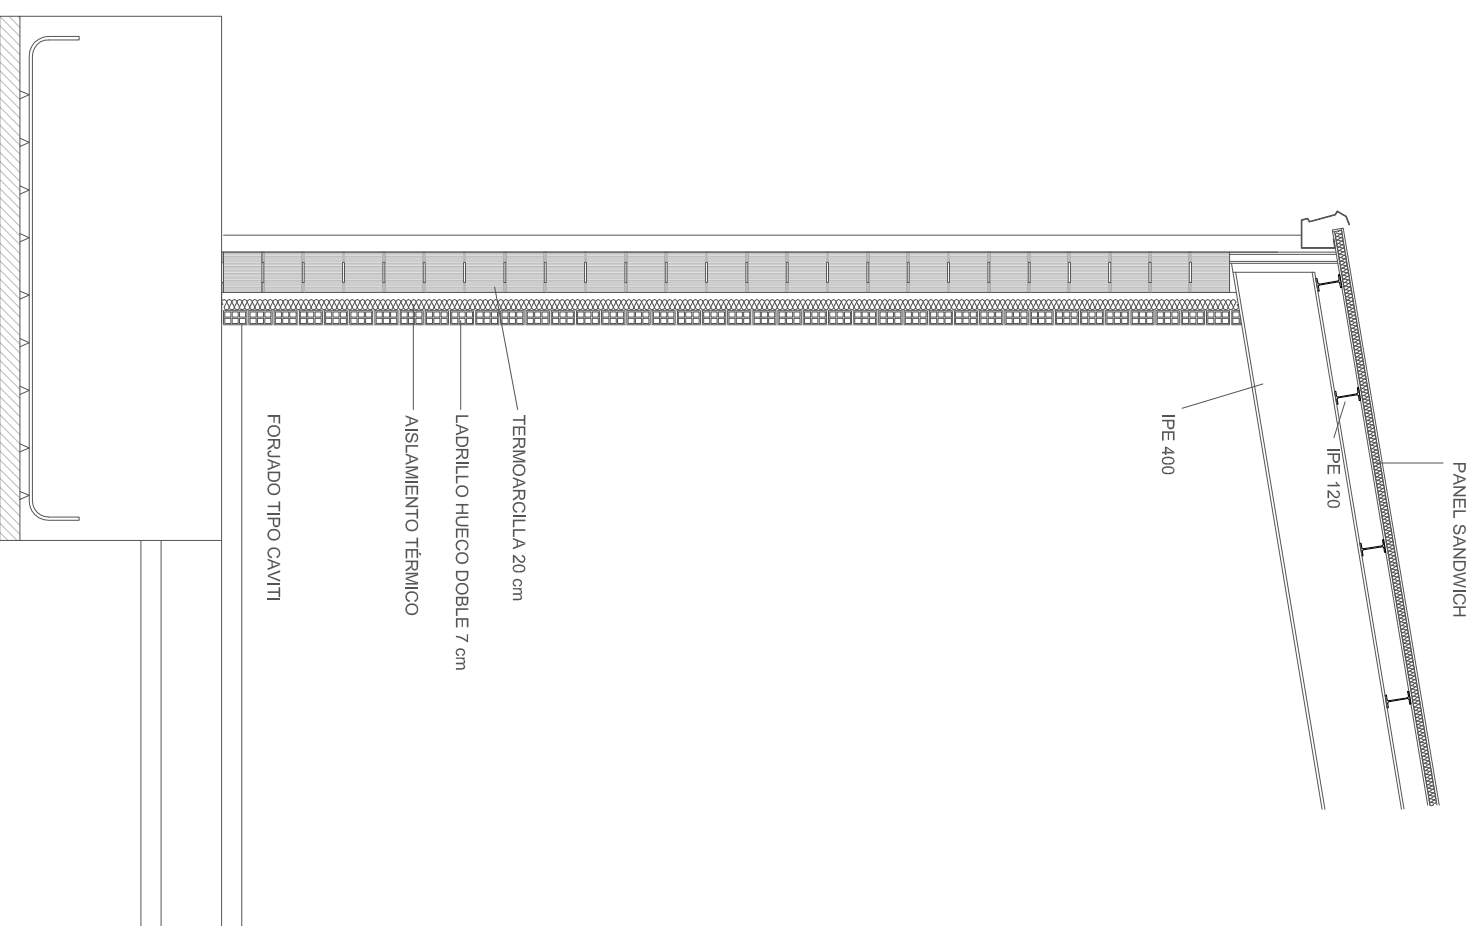 PANEL SANDWICH
IPE 120
IPE 400
TERMOARCILLA 20 cm
LADRILLO HUECO DOBLE 7 cm
AISLAMIENTO TÉRMICO
FORJADO TIPO CAVITI